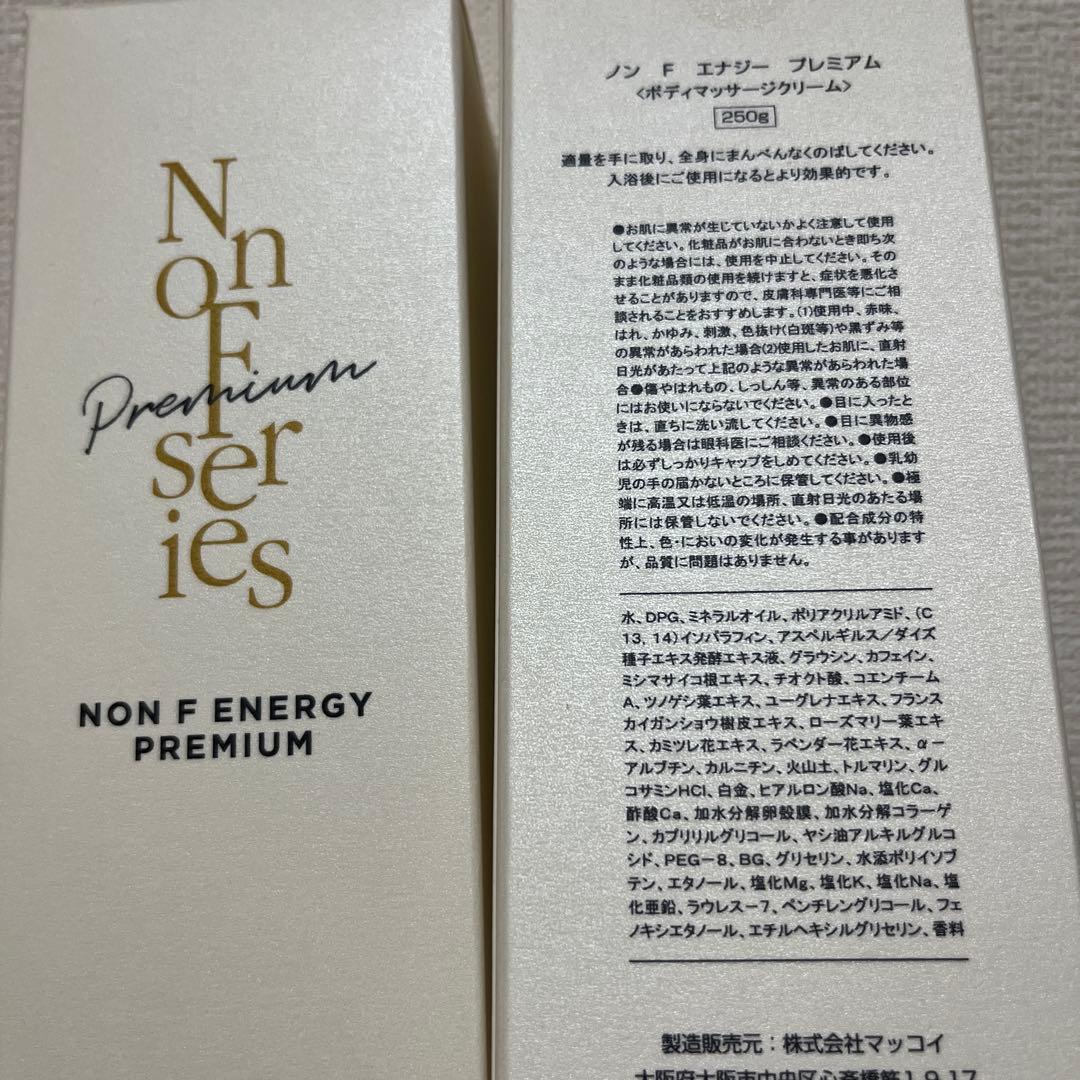 Non
F
Premium
series
NON F ENERGY
PREMIUM
ノン F エナジー プレミアム
<ボディマッサージクリーム>
250g
適量を手に取り、全身にまんべんなくのばしてください。
入浴後にご使用になるとより効果的です。
●お肌に異常が生じていないかよく注意して使用
してください。化粧品がお肌に合わないとき即ち次
のような場合には、使用を中止してください。その
まま化粧品類の使用を続けますと、症状を悪化さ
せることがありますので、皮膚科専門医等にご相
談されることをおすすめします。(1)使用中、赤味、
はれ、かゆみ、刺激、色抜け(白斑等)や黒ずみ等
の異常があらわれた場合(2)使用したお肌に、直射
日光があたって上記のような異常があらわれた場
合●傷やはれもの、しっしん等、異常のある部位
にはお使いにならないでください。●目に入ったと
きは、直ちに洗い流してください。●目に異物感
が残る場合は眼科医にご相談ください。●使用後
は必ずしっかりキャップをしめてください。●乳幼
児の手の届かないところに保管してください。●極
端に高温又は低温の場所、直射日光のあたる場
所には保管しないでください。●配合成分の特
性上、色・においの変化が発生する事があります
が、品質に問題はありません。
水、DPG、ミネラルオイル、ポリアクリルアミド、(C
13, 14)イソパラフィン、アスペルギルス/ダイズ
種子エキス発酵エキス液、グラウシン、カフェイン、
ミシマサイコ根エキス、チオクト酸、コエンチーム
A、ツノゲシ葉エキス、ユーグレナエキス、フランス
カイガンショウ樹皮エキス、ローズマリー葉エキ
ス、カミツレ花エキス、ラベンダー花エキス、α-
アルブチン、カルニチン、火山土、トルマリン、グル
コサミンHCl、白金、ヒアルロン酸Na、塩化Ca、
酢酸Ca、加水分解卵殻膜、加水分解コラーゲ
ン、カプリリルグリコール、ヤシ油アルキルグルコ
シド、PEG-8、BG、グリセリン、水添ポリイソブ
テン、エタノール、塩化Mg、塩化K、塩化Na、塩
化亜鉛、ラウレス-7、ペンチレングリコール、フェ
ノキシエタノール、エチルヘキシルグリセリン、香料
製造販売元:株式会社マッコイ
大阪府大阪市中央区心斎橋筋1-9-17